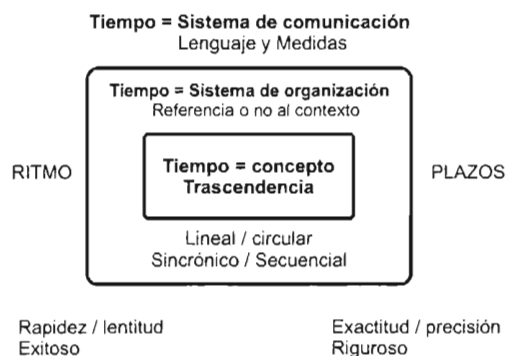 Tiempo = Sistema de comunicación
Lenguaje y Medidas
Tiempo = Sistema de organización
Referencia o no al contexto
RITMO
Tiempo = concepto
Trascendencia
PLAZOS
Lineal / circular
Sincrónico / Secuencial
Rapidez / lentitud
Exitoso
Exactitud / precisión
Riguroso